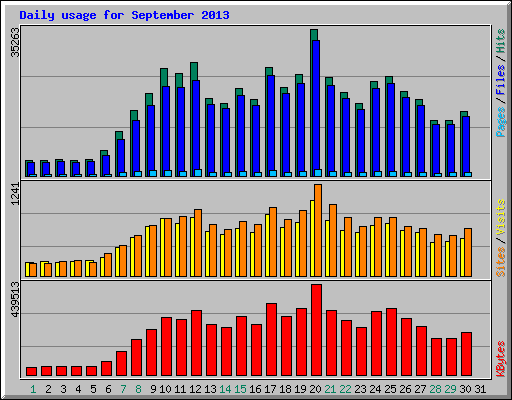 Daily usage for September 2013
35263
1241
439513
Pages / Files / Hits
Sites / Visits
KBytes
1 2 3 4 5 6 7 8 9 10 11 12 13 14 15 16 17 18 19 20 21 22 23 24 25 26 27 28 29 30 31